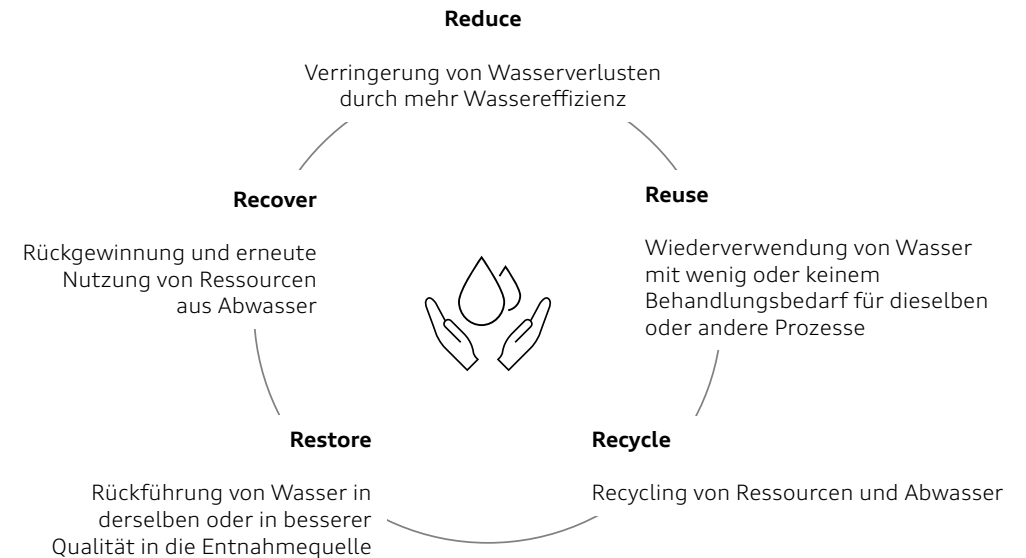 Reduce
Verringerung von Wasserverlusten
durch mehr Wassereffizienz
Reuse
Wiederverwendung von Wasser
mit wenig oder keinem
Behandlungsbedarf für dieselben
oder andere Prozesse
Recycle
Recycling von Ressourcen und Abwasser
Restore
Rückführung von Wasser in
derselben oder in besserer
Qualität in die Entnahmequelle
Recover
Rückgewinnung und erneute
Nutzung von Ressourcen
aus Abwasser